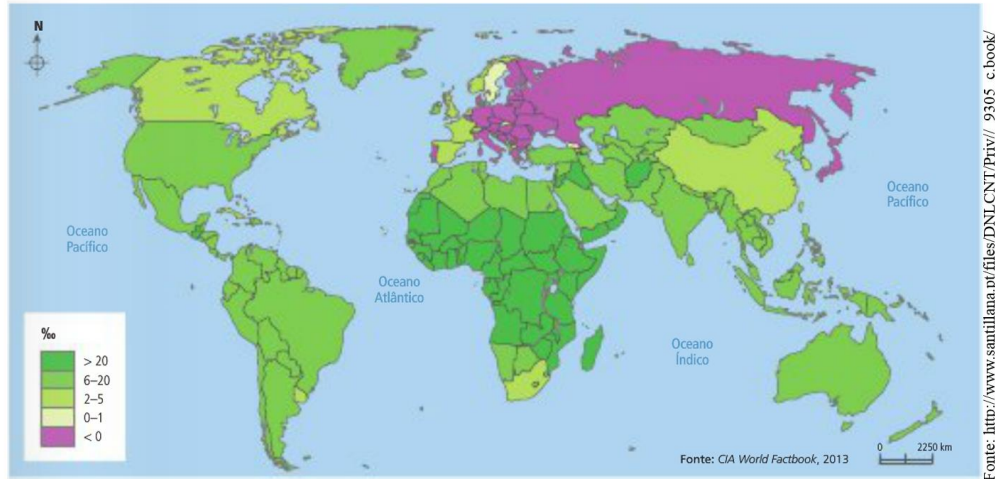 N
Oceano
Pacífico
Oceano
Atlântico
Oceano
Índico
Oceano
Pacífico
‰
> 20
6–20
2–5
0–1
< 0
Fonte: CIA World Factbook, 2013
0 2250 km
Fonte: http://www.santillana.pt/files/DNLCNT/Priv// 9305 c.book/